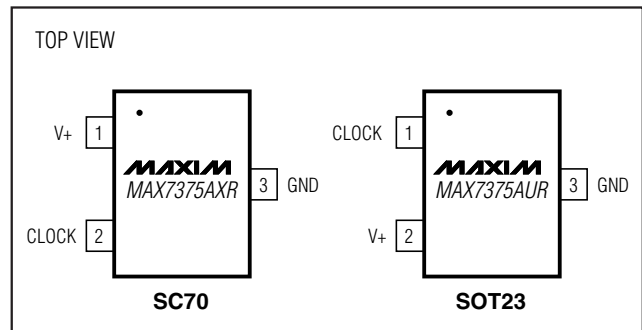 TOP VIEW
V+ 1
MAXIM
MAX7375AXR
3 GND
CLOCK 2
SC70
CLOCK 1
MAXIM
MAX7375AUR
3 GND
V+ 2
SOT23